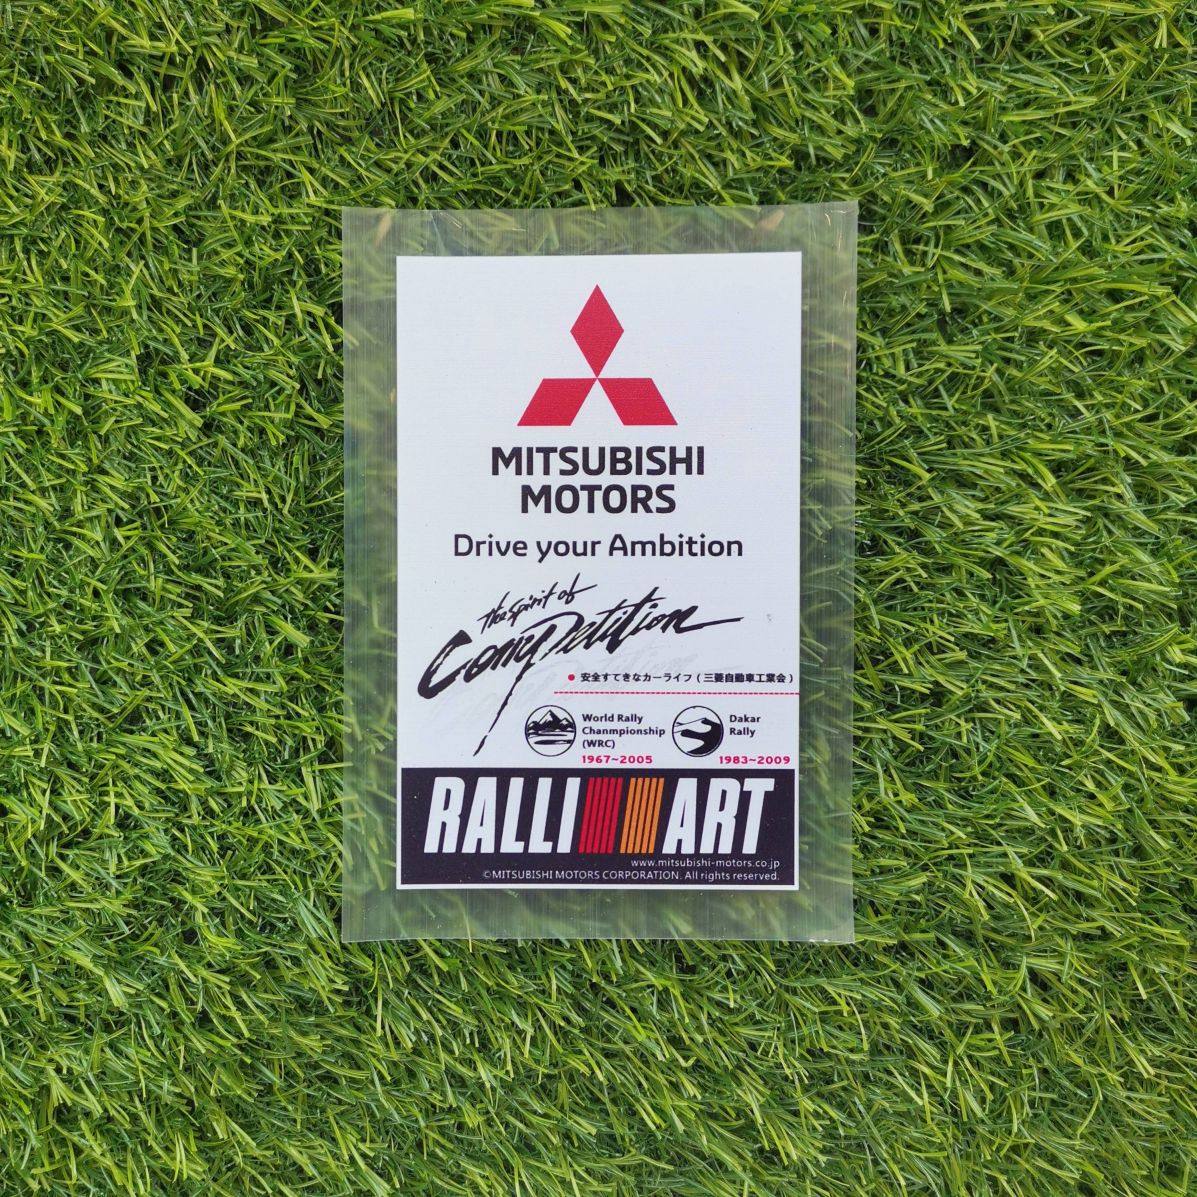 MITSUBISHI
MOTORS
Drive your Ambition
the Spirit of
Competition
● 安全すてきなカーライフ ( 三菱自動車工業会 )
World Rally
Chanmpionship
(WRC)
1967~2005
Dakar
Rally
1983~2009
RALLI ART
www.mitsubishi-motors.co.jp
©MITSUBISHI MOTORS CORPORATION. All rights reserved.